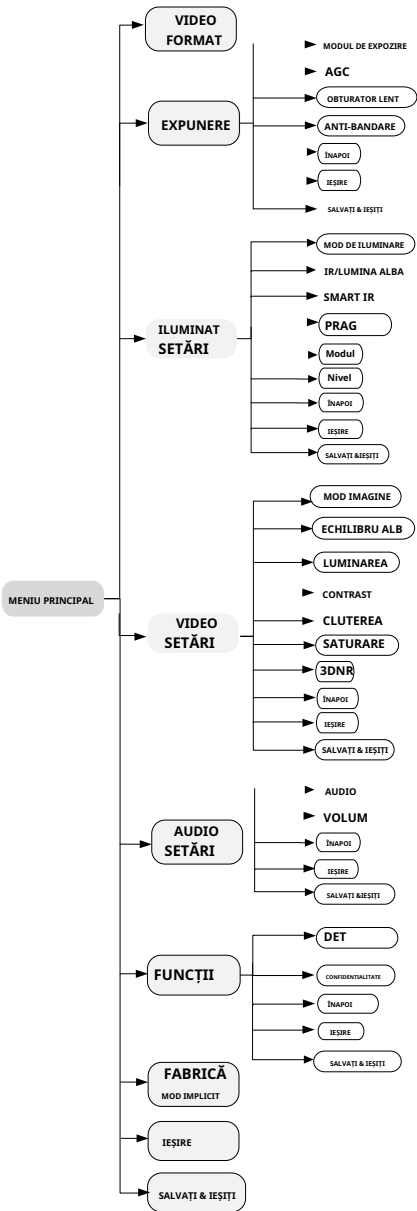 VIDEO
FORMAT
EXPUNERE
MODUL DE EXPOZIRE
AGC
OBTURATOR LENT
ANTI-BANDARE
ÎNAPOI
IEȘIRE
SALVAȚI & IEȘIȚI
ILUMINAT
SETĂRI
MOD DE ILUMINARE
IR/LUMINA ALBA
SMART IR
PRAG
Modul
Nivel
ÎNAPOI
IEȘIRE
SALVAȚI &IEȘIȚI
MENIU PRINCIPAL
VIDEO
SETĂRI
MOD IMAGINE
ECHILIBRU ALB
LUMINAREA
CONTRAST
CLUTEREA
SATURARE
3DNR
ÎNAPOI
IEȘIRE
SALVAȚI & IEȘIȚI
AUDIO
SETĂRI
AUDIO
VOLUM
ÎNAPOI
IEȘIRE
SALVAȚI &IEȘIȚI
FUNCȚII
DET
CONFIDENTIALITATE
ÎNAPOI
IEȘIRE
SALVAȚI & IEȘIȚI
FABRICĂ
MOD IMPLICIT
IEȘIRE
SALVAȚI & IEȘIȚI